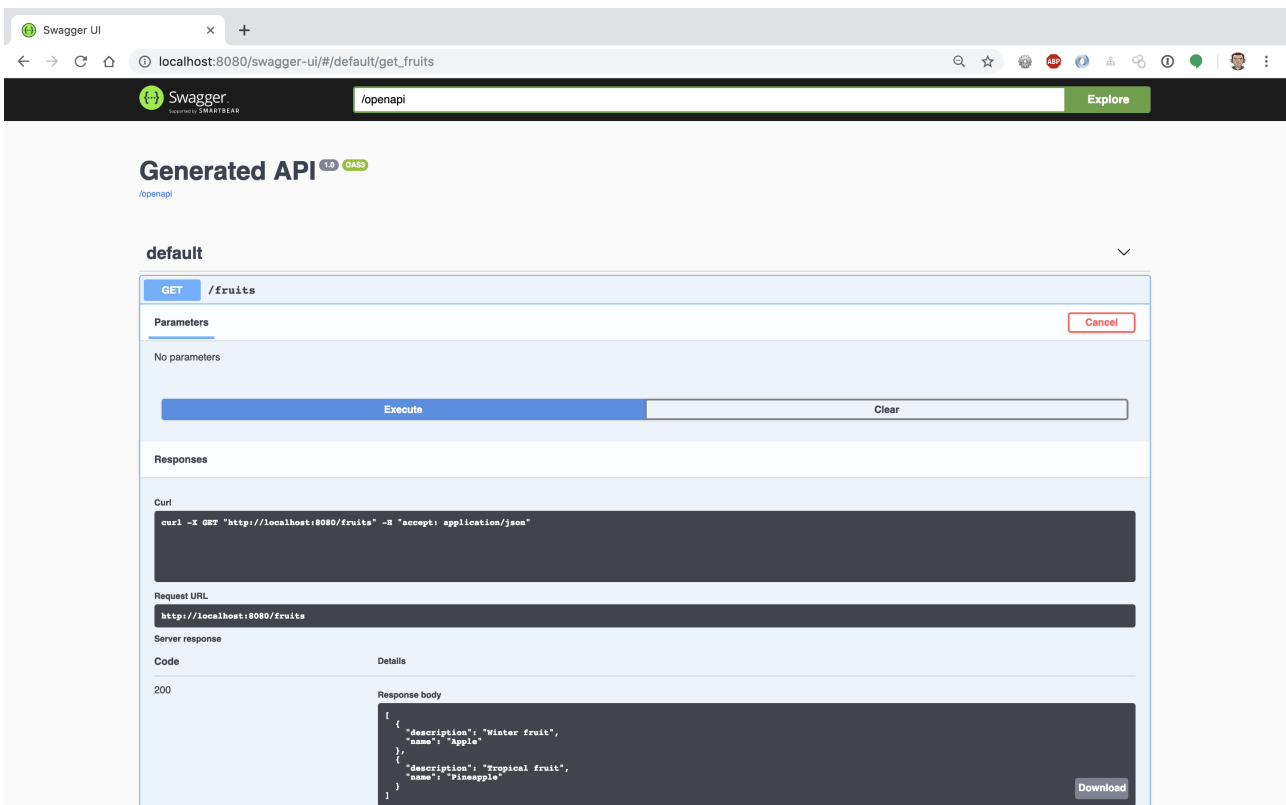 Swagger UI
localhost:8080/swagger-ui/#/default/get_fruits
ABP
Swagger.
Supported by SMARTBEAR
/openapi
Explore
Generated API 1.0 OAS3
/openapi
default
GET /fruits
Parameters
Cancel
No parameters
Execute
Clear
Responses
Curl
curl -X GET "http://localhost:8080/fruits" -H "accept: application/json"
Request URL
http://localhost:8080/fruits
Server response
Code Details
200
Response body
[
{
"description": "Winter fruit",
"name": "Apple"
},
{
"description": "Tropical fruit",
"name": "Pineapple"
}
]
Download